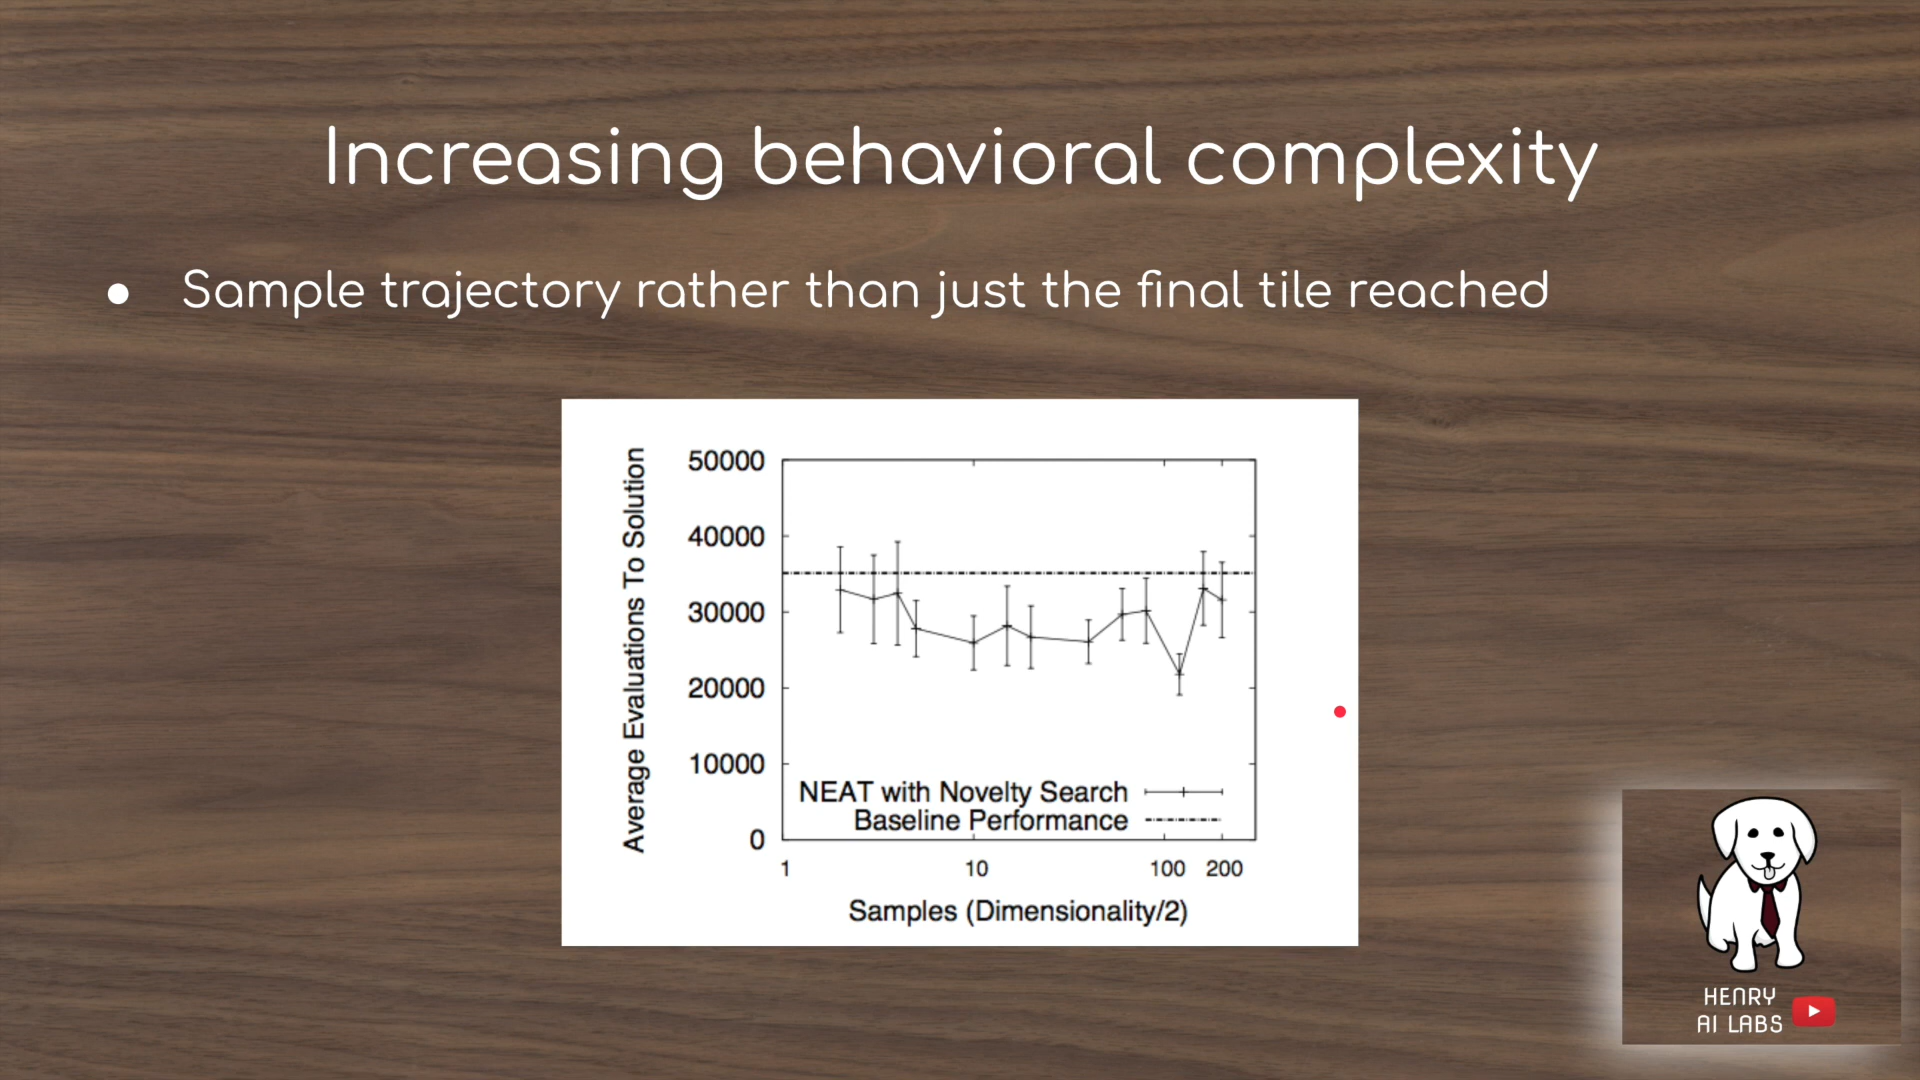 Increasing behavioral complexity
● Sample trajectory rather than just the final tile reached
Average Evaluations To Solution
50000
40000
30000
20000
10000
0
NEAT with Novelty Search
Baseline Performance
1 10 100 200
Samples (Dimensionality/2)
HENRY
AI LABS